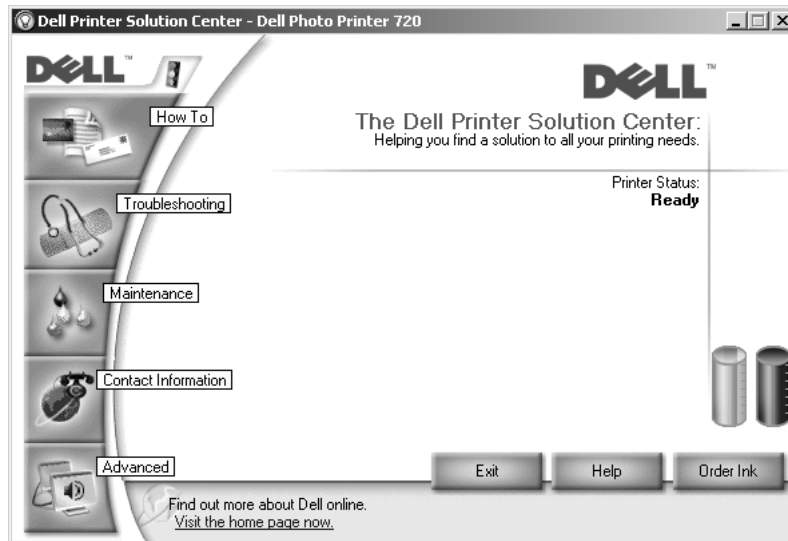 Dell Printer Solution Center - Dell Photo Printer 720
DELL™
How To
Troubleshooting
Maintenance
Contact Information
Advanced
DELL™
The Dell Printer Solution Center:
Helping you find a solution to all your printing needs.
Printer Status:
Ready
Exit
Help
Order Ink
Find out more about Dell online.
Visit the home page now.